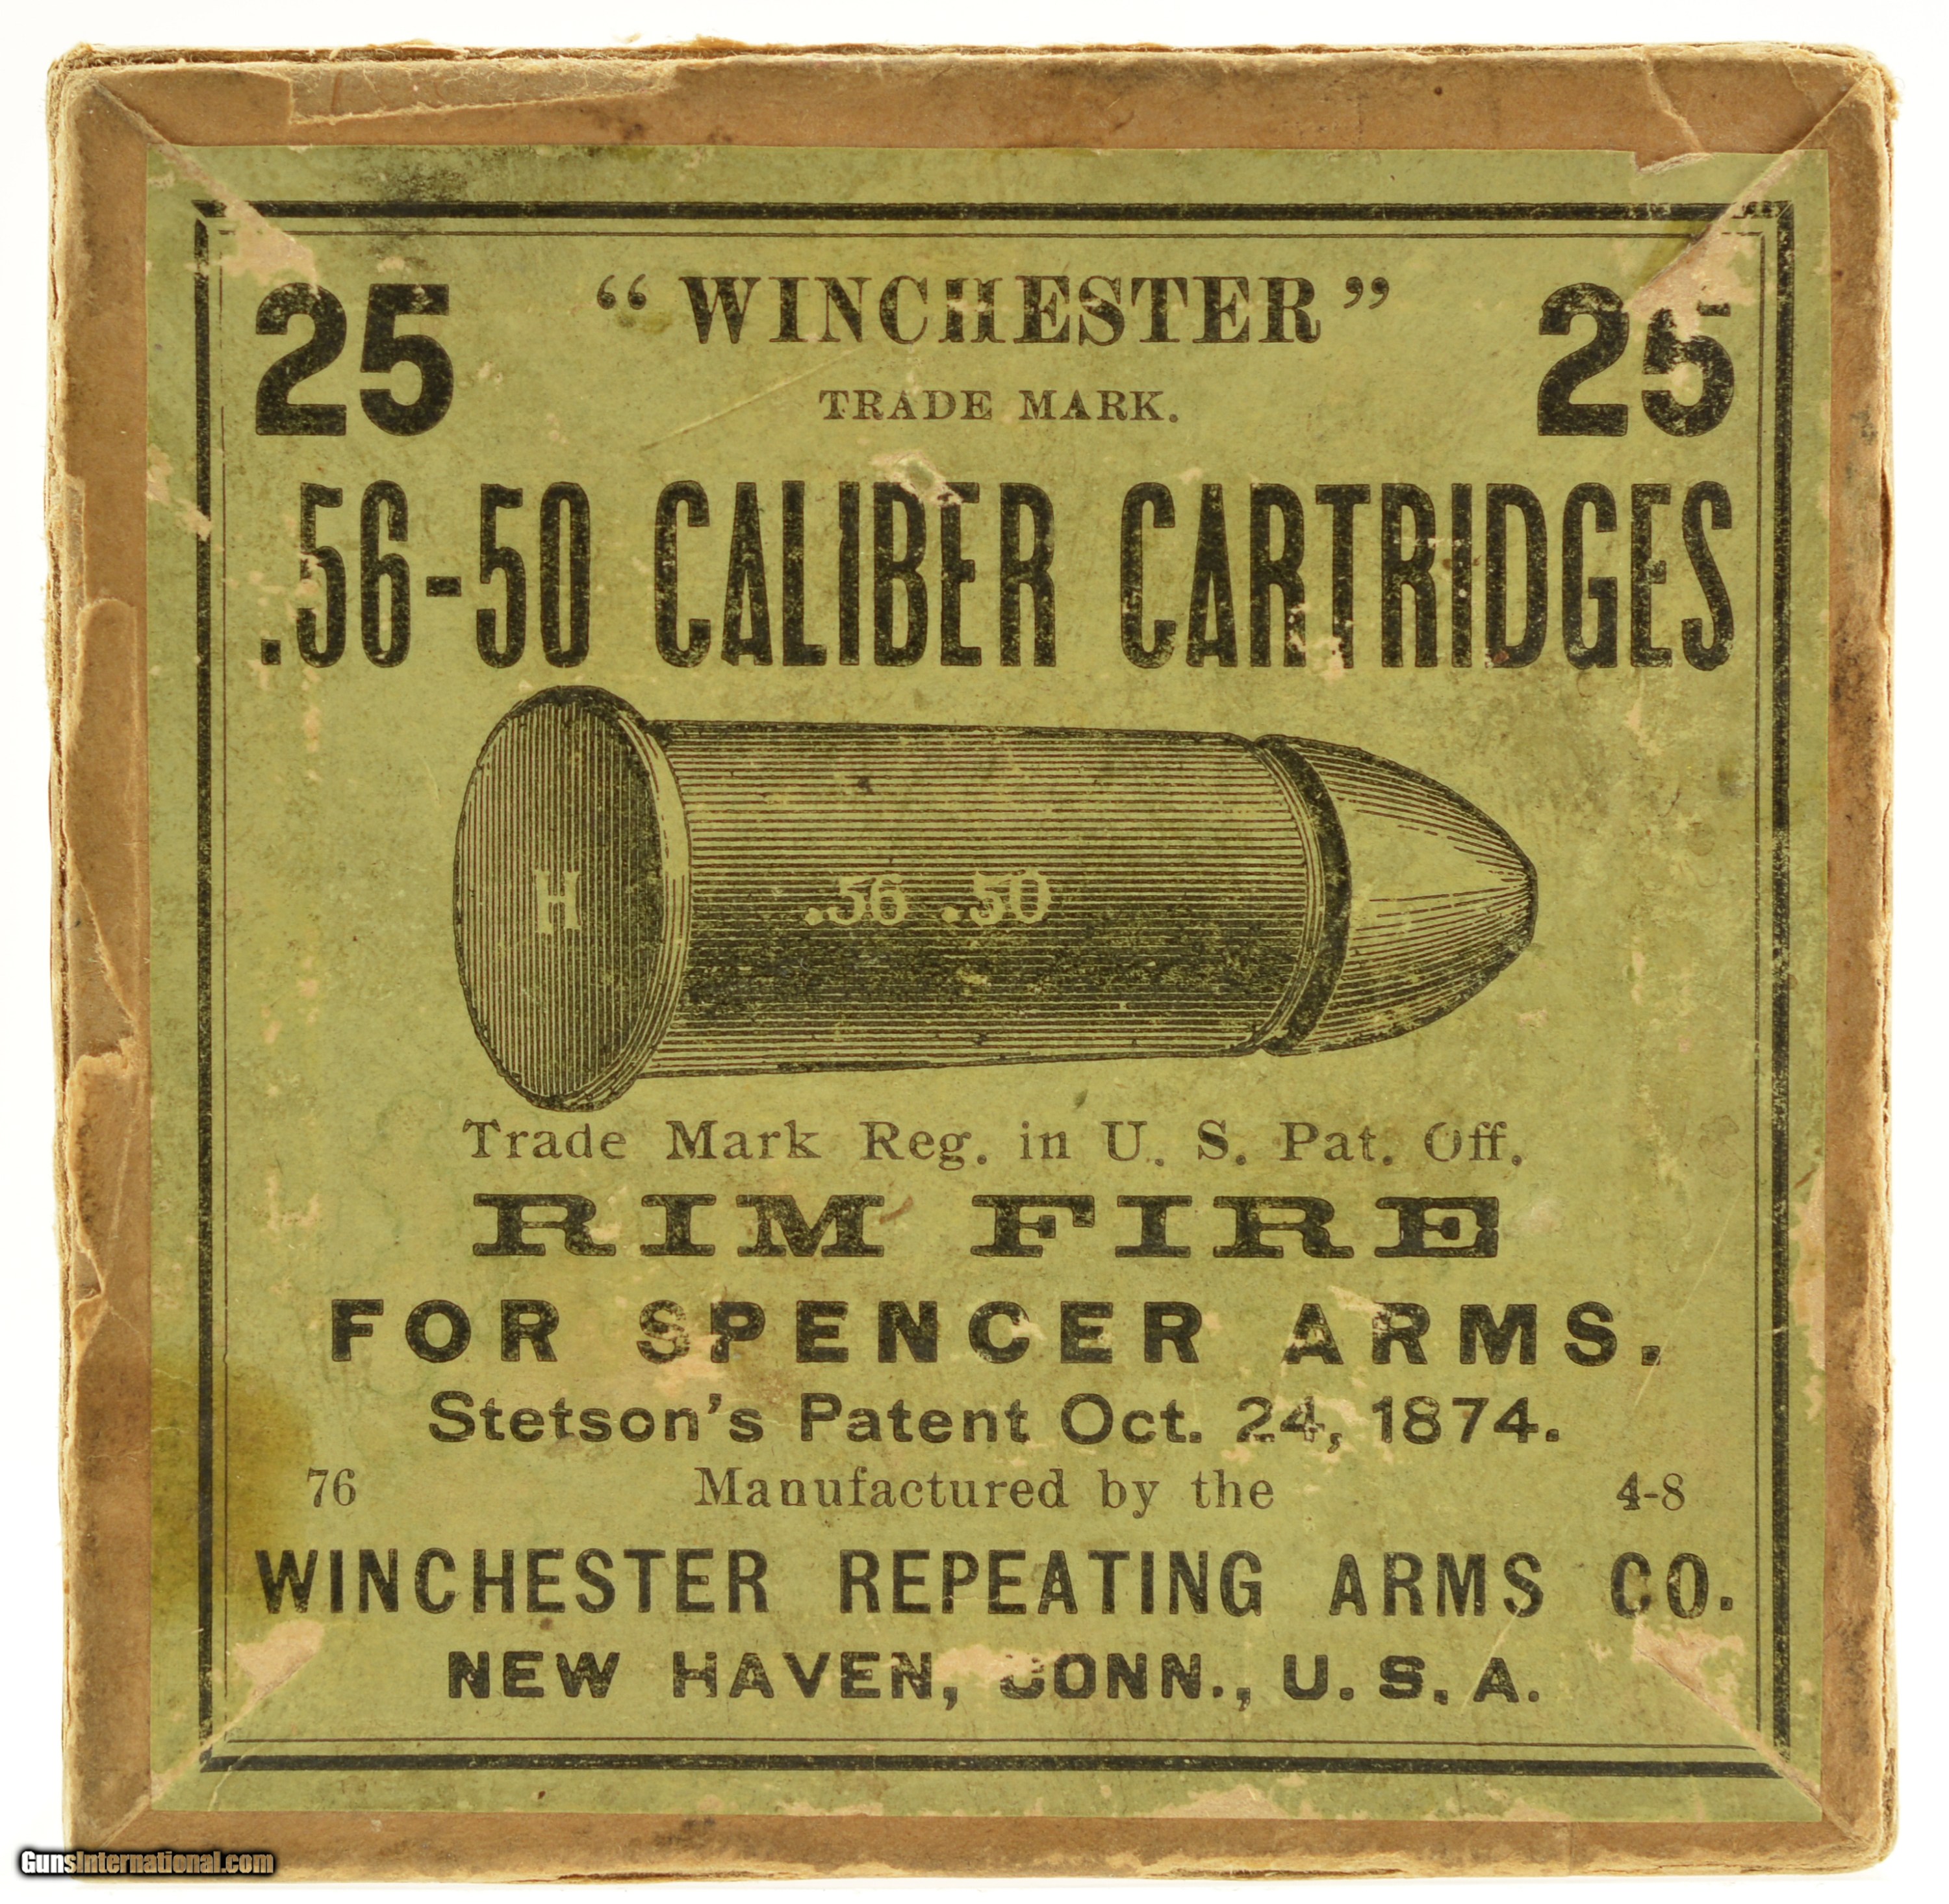 25 “WINCHESTER” 25
TRADE MARK.
.56-50 CALIBER CARTRIDGES
H .56 .50
Trade Mark Reg. in U. S. Pat. Off.
RIM FIRE
FOR SPENCER ARMS.
Stetson's Patent Oct. 24, 1874.
76 Manufactured by the 4-8
WINCHESTER REPEATING ARMS CO.
NEW HAVEN, CONN., U. S. A.
GunsInternational.com